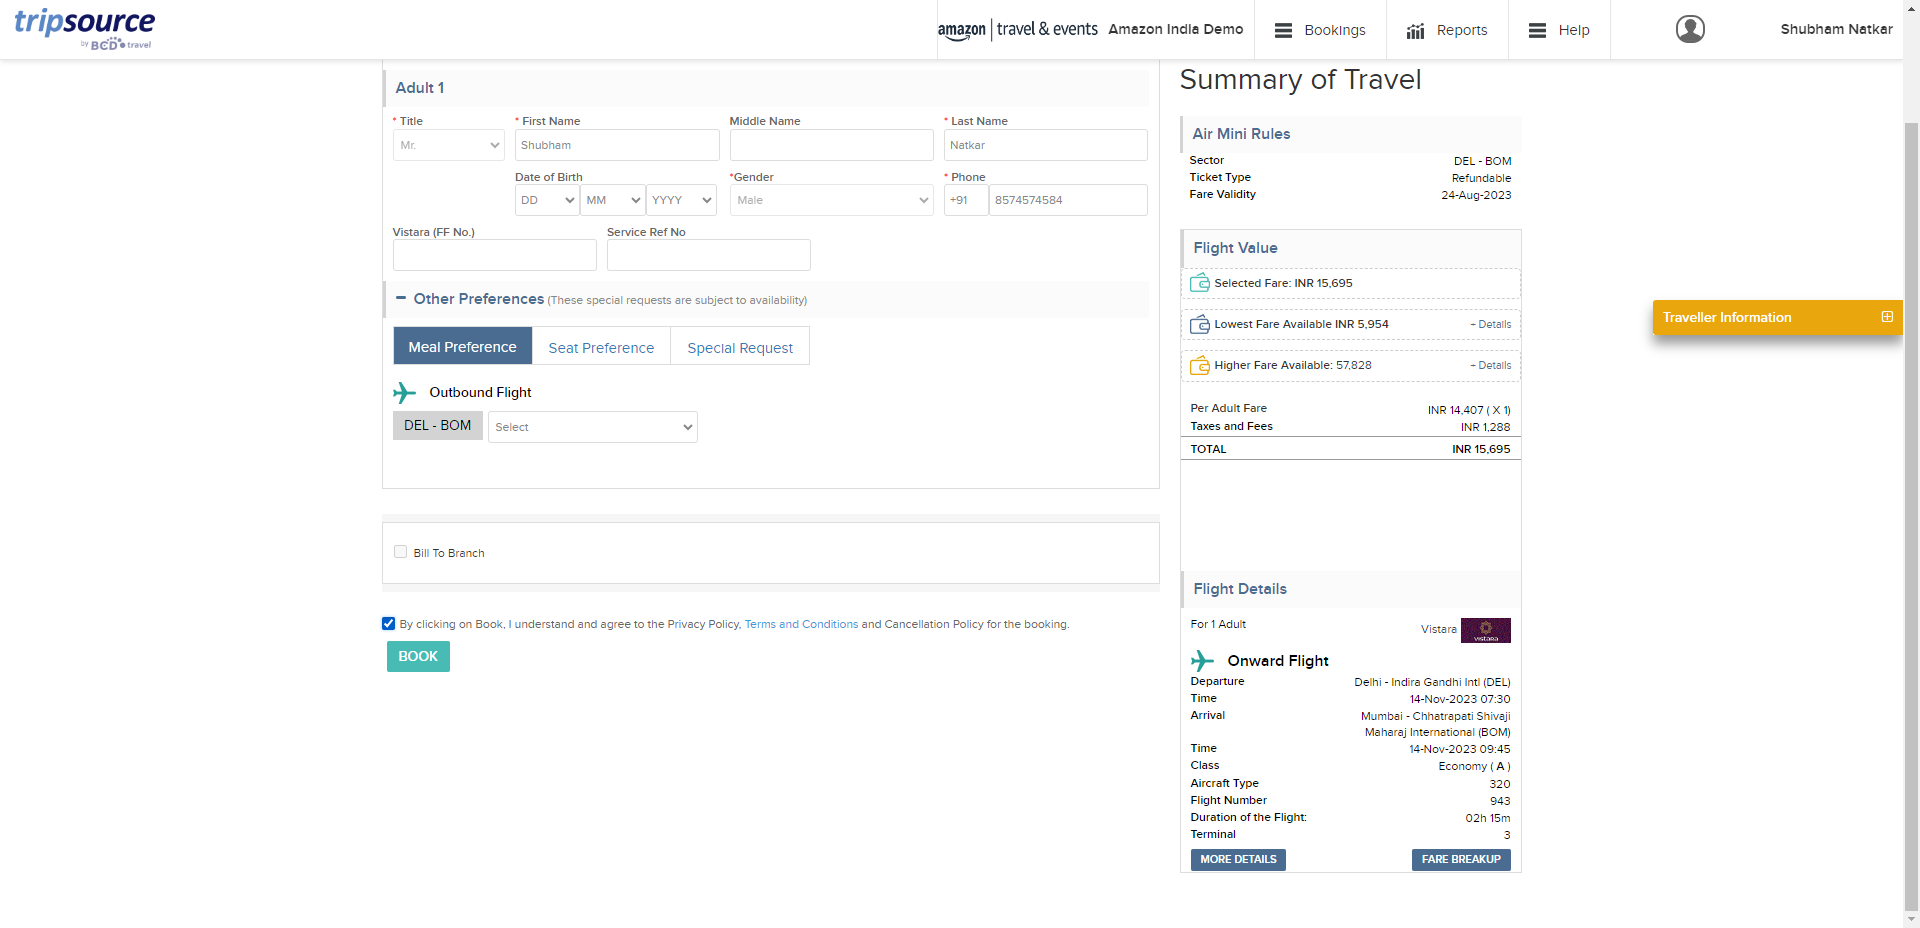 tripsource
by BCD travel
amazon | travel & events Amazon India Demo
Bookings
Reports
Help
Shubham Natkar
Adult 1
* Title
* First Name
Middle Name
* Last Name
Mr.
Shubham
Natkar
Date of Birth
*Gender
* Phone
DD
MM
YYYY
Male
+91
8574574584
Vistara (FF No.)
Service Ref No
− Other Preferences (These special requests are subject to availability)
Meal Preference
Seat Preference
Special Request
Outbound Flight
DEL - BOM
Select
Bill To Branch
By clicking on Book, I understand and agree to the Privacy Policy, Terms and Conditions and Cancellation Policy for the booking.
BOOK
Summary of Travel
Air Mini Rules
Sector DEL - BOM
Ticket Type Refundable
Fare Validity 24-Aug-2023
Flight Value
Selected Fare: INR 15,695
Lowest Fare Available INR 5,954 + Details
Higher Fare Available: 57,828 + Details
Per Adult Fare INR 14,407 ( X 1)
Taxes and Fees INR 1,288
TOTAL INR 15,695
Flight Details
For 1 Adult Vistara vistara
Onward Flight
Departure Delhi - Indira Gandhi Intl (DEL)
Time 14-Nov-2023 07:30
Arrival Mumbai - Chhatrapati Shivaji
Maharaj International (BOM)
Time 14-Nov-2023 09:45
Class Economy ( A )
Aircraft Type 320
Flight Number 943
Duration of the Flight: 02h 15m
Terminal 3
MORE DETAILS
FARE BREAKUP
Traveller Information